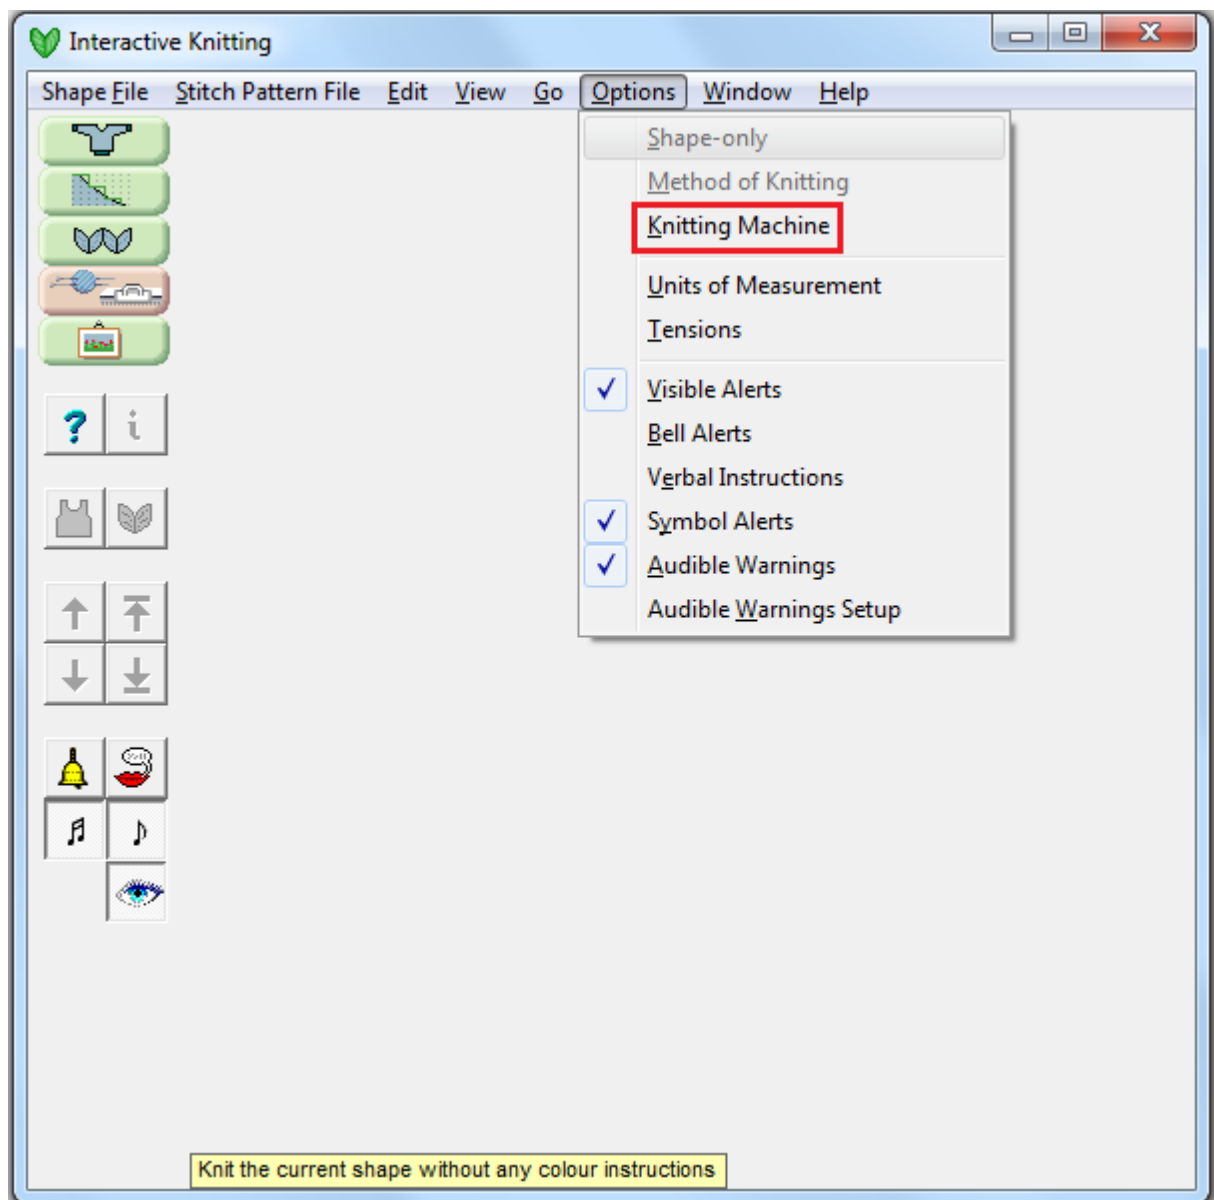 Interactive Knitting
Shape File Stitch Pattern File Edit View Go Options Window Help
Shape-only
Method of Knitting
Knitting Machine
Units of Measurement
Tensions
Visible Alerts
Bell Alerts
Verbal Instructions
Symbol Alerts
Audible Warnings
Audible Warnings Setup
? i
Knit the current shape without any colour instructions